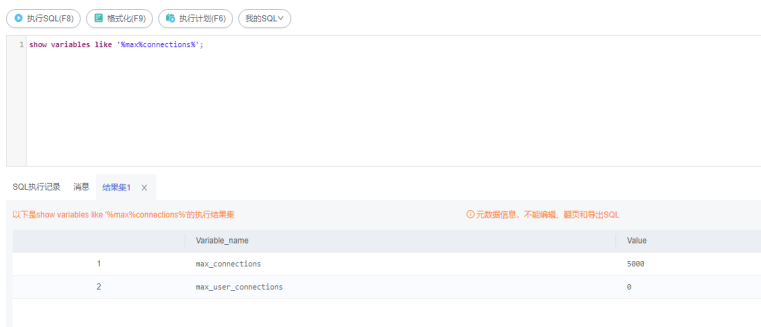 执行SQL(F8) 格式化(F9) 执行计划(F6) 我的SQL
1 show variables like '%max%connections%';
SQL执行记录 消息 结果集1 X
以下是show variables like '%max%connections%'的执行结果集 元数据信息，不能编辑、翻页和导出SQL
Variable_name Value
1 max_connections 5000
2 max_user_connections 0